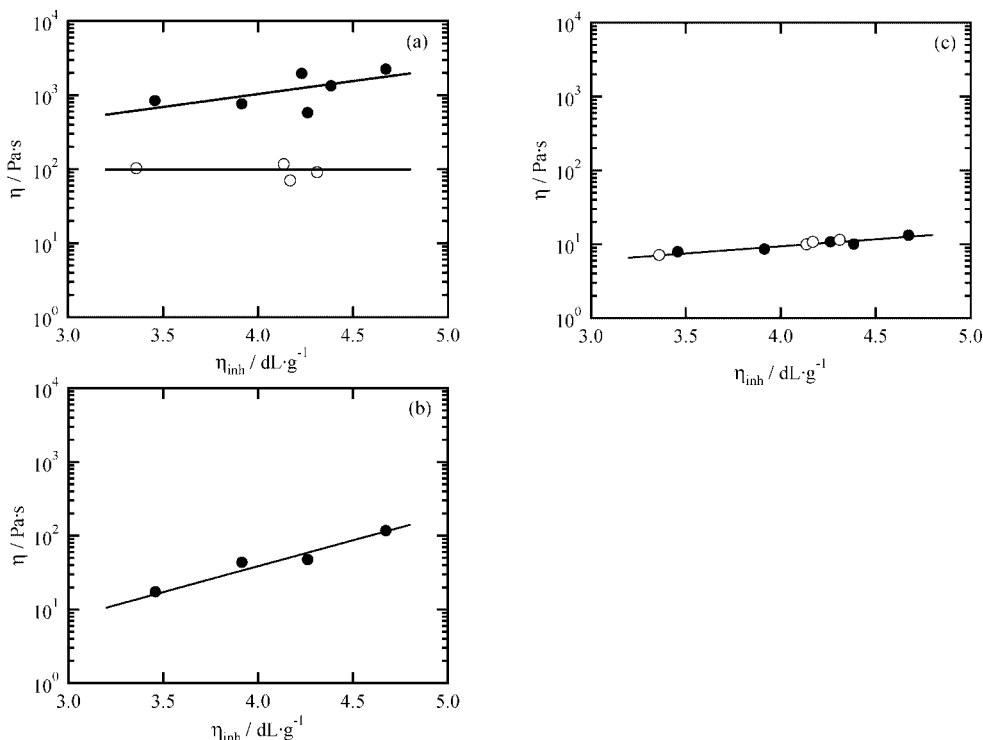 (a)
η / Pa·s
10⁴
10³
10²
10¹
10⁰
3.0 3.5 4.0 4.5 5.0
η_inh / dL·g⁻¹
(c)
η / Pa·s
10⁴
10³
10²
10¹
10⁰
3.0 3.5 4.0 4.5 5.0
η_inh / dL·g⁻¹
(b)
η / Pa·s
10⁴
10³
10²
10¹
10⁰
3.0 3.5 4.0 4.5 5.0
η_inh / dL·g⁻¹